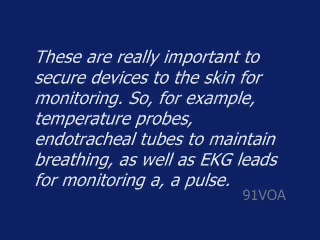 These are really important to
secure devices to the skin for
monitoring. So, for example,
temperature probes,
endotracheal tubes to maintain
breathing, as well as EKG leads
for monitoring a, a pulse.
91VOA